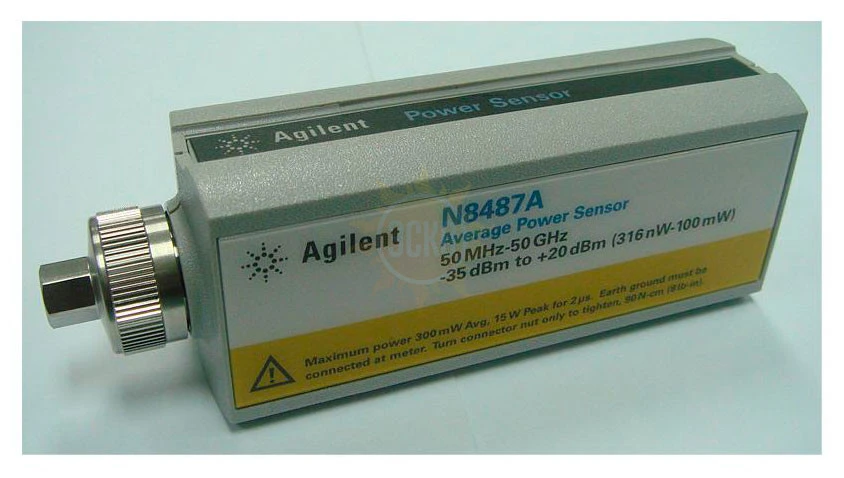 Agilent Power Sensor
Agilent
N8487A
Average Power Sensor
50 MHz-50 GHz
-35 dBm to +20 dBm (316 nW-100 mW)
Maximum power 300 mW Avg, 15 W Peak for 2 µs. Earth ground must be
connected at meter. Turn connector nut only to tighten, 90 N-cm (8 lb-in).